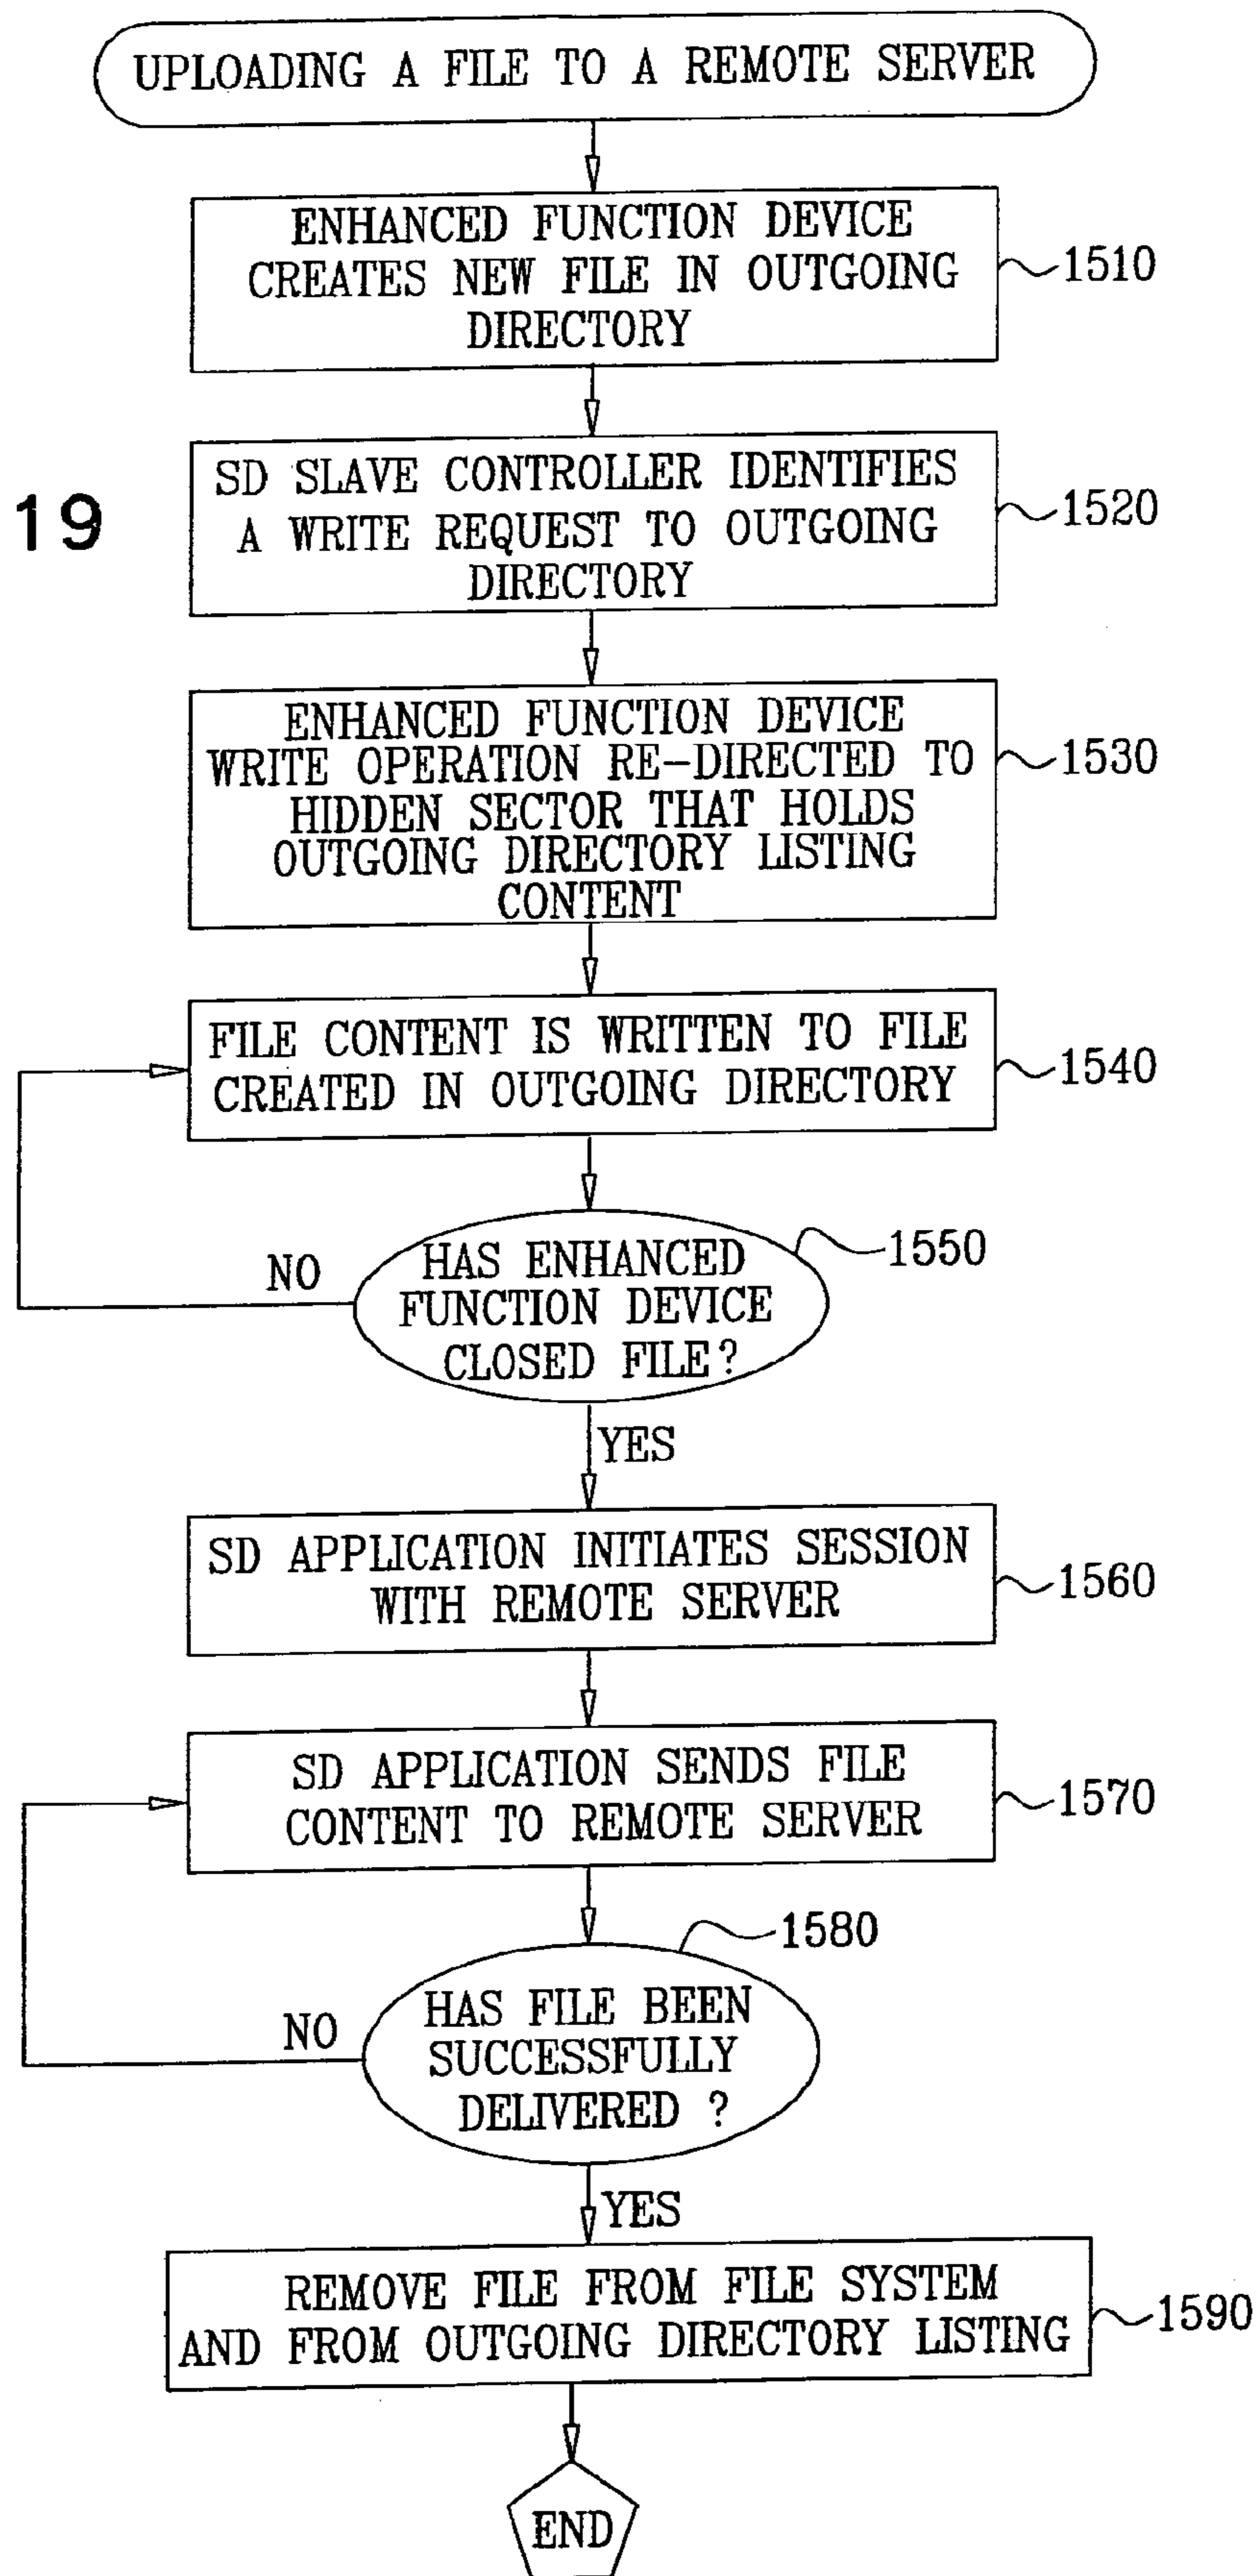 UPLOADING A FILE TO A REMOTE SERVER
ENHANCED FUNCTION DEVICE
CREATES NEW FILE IN OUTGOING
DIRECTORY
1510
19
SD SLAVE CONTROLLER IDENTIFIES
A WRITE REQUEST TO OUTGOING
DIRECTORY
1520
ENHANCED FUNCTION DEVICE
WRITE OPERATION RE-DIRECTED TO
HIDDEN SECTOR THAT HOLDS
OUTGOING DIRECTORY LISTING
CONTENT
1530
FILE CONTENT IS WRITTEN TO FILE
CREATED IN OUTGOING DIRECTORY
1540
HAS ENHANCED
FUNCTION DEVICE
CLOSED FILE?
1550
NO
YES
SD APPLICATION INITIATES SESSION
WITH REMOTE SERVER
1560
SD APPLICATION SENDS FILE
CONTENT TO REMOTE SERVER
1570
HAS FILE BEEN
SUCCESSFULLY
DELIVERED ?
1580
NO
YES
REMOVE FILE FROM FILE SYSTEM
AND FROM OUTGOING DIRECTORY LISTING
1590
END